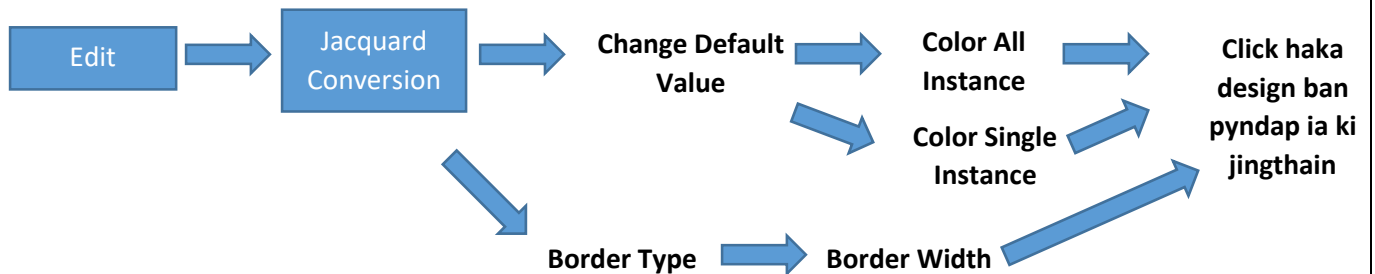 Edit
Jacquard
Conversion
Change Default
Value
Color All
Instance
Color Single
Instance
Click haka
design ban
pyndap ia ki
jingthain
Border Type
Border Width